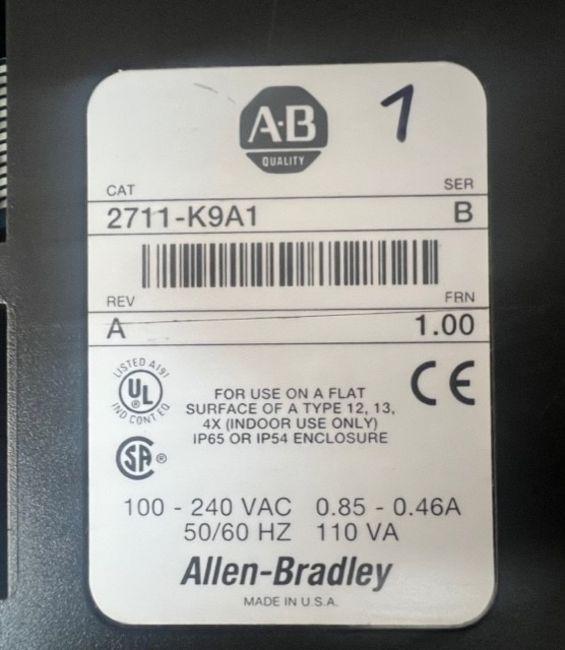 A·B 1
QUALITY
CAT SER
2711-K9A1 B
REV FRN
A 1.00
LISTED A191
UL ®
IND CONT EQ
CE
FOR USE ON A FLAT
SURFACE OF A TYPE 12, 13,
4X (INDOOR USE ONLY)
IP65 OR IP54 ENCLOSURE
SA ®
100 - 240 VAC 0.85 - 0.46A
50/60 HZ 110 VA
Allen-Bradley
MADE IN U.S.A.